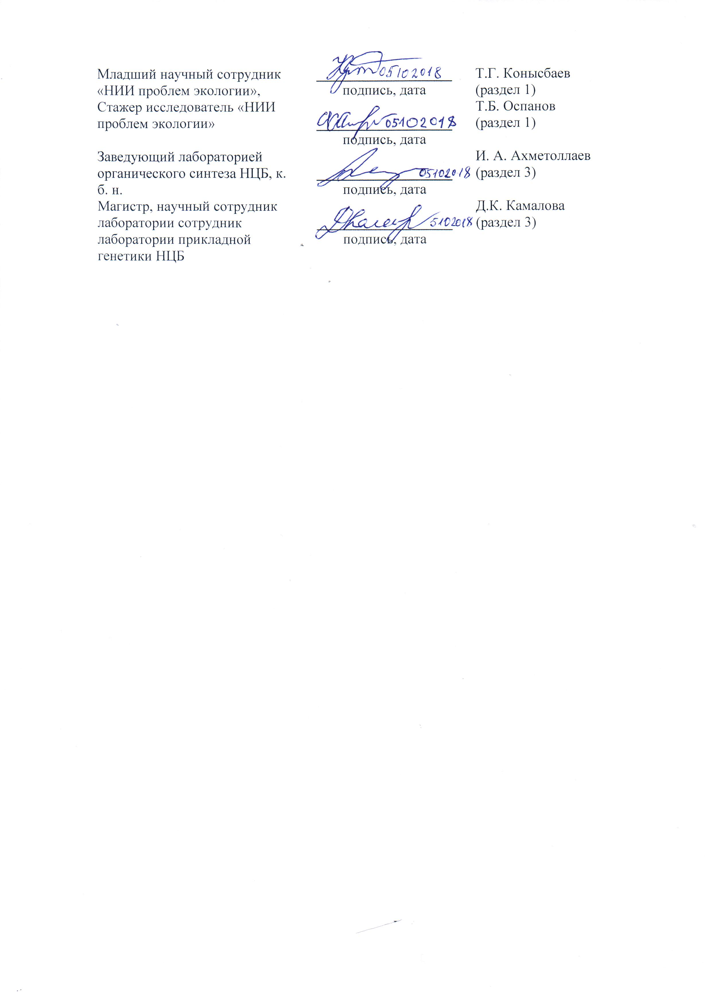 Младший научный сотрудник 05102018 Т.Г. Конысбаев
«НИИ проблем экологии», подпись, дата (раздел 1)
Стажер исследователь «НИИ Т.Б. Оспанов
проблем экологии» 05102018 (раздел 1)
подпись, дата
Заведующий лабораторией И. А. Ахметоллаев
органического синтеза НЦБ, к. 05102018 (раздел 3)
б. н. подпись, дата
Магистр, научный сотрудник Д.К. Камалова
лаборатории сотрудник 5102018 (раздел 3)
лаборатории прикладной подпись, дата
генетики НЦБ